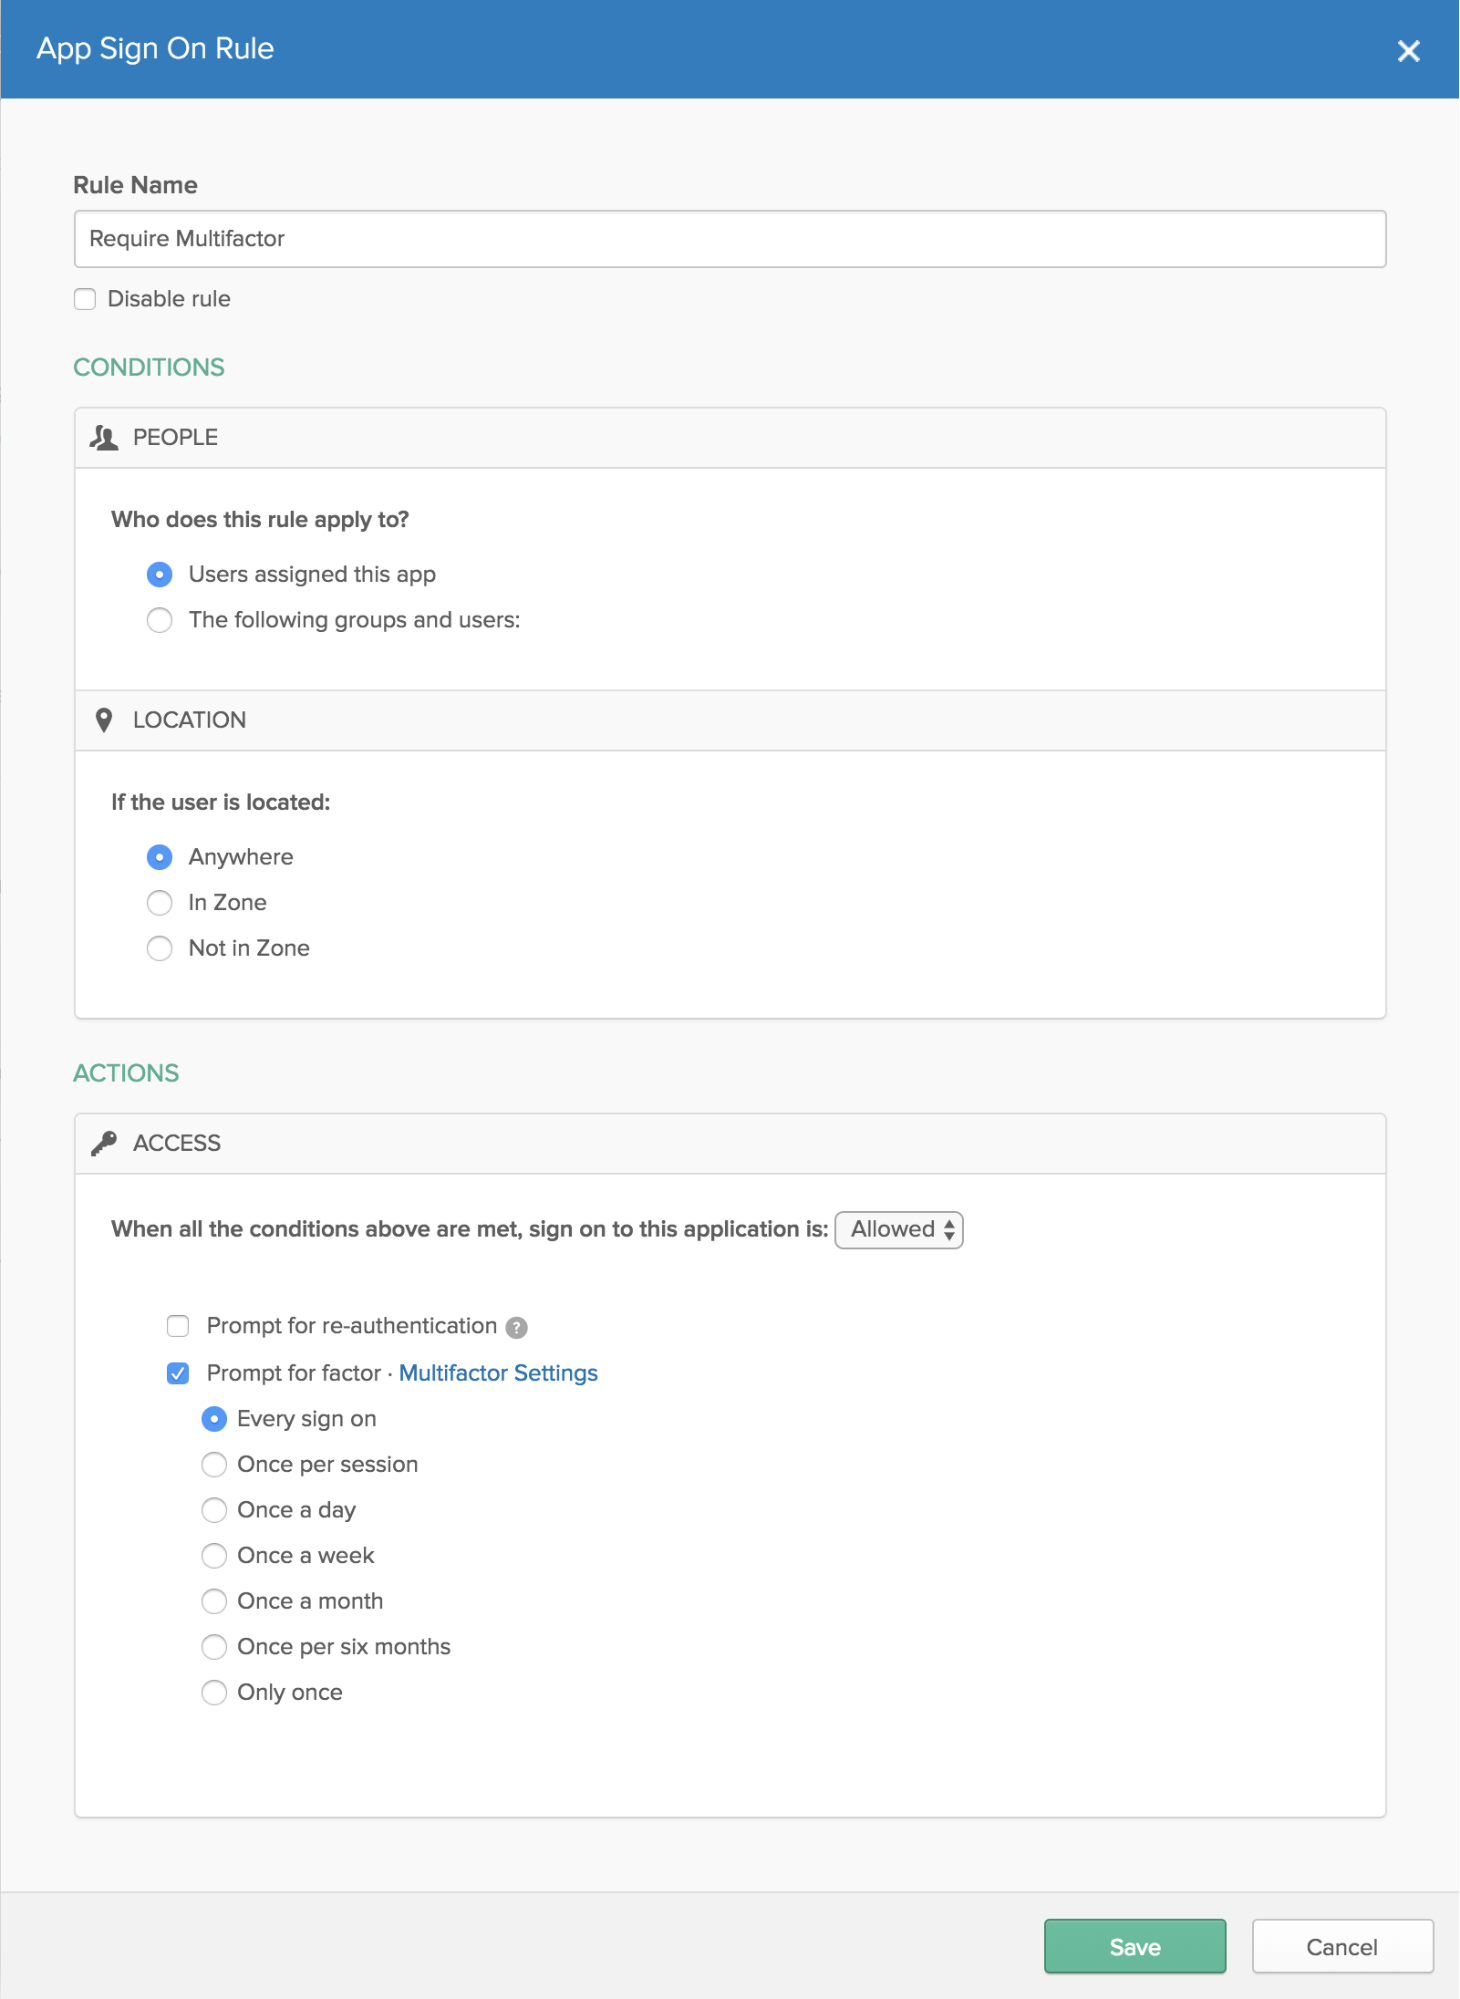 App Sign On Rule
Rule Name
Require Multifactor
Disable rule
CONDITIONS
PEOPLE
Who does this rule apply to?
Users assigned this app
The following groups and users:
LOCATION
If the user is located:
Anywhere
In Zone
Not in Zone
ACTIONS
ACCESS
When all the conditions above are met, sign on to this application is: Allowed
Prompt for re-authentication ?
Prompt for factor · Multifactor Settings
Every sign on
Once per session
Once a day
Once a week
Once a month
Once per six months
Only once
Save Cancel